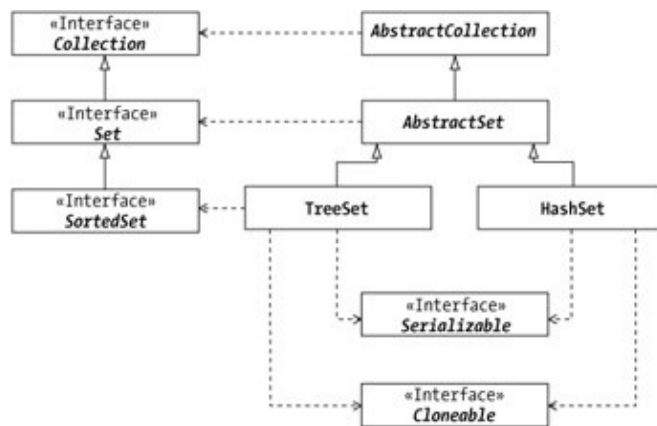 «Interface»
Collection
AbstractCollection
«Interface»
Set
AbstractSet
«Interface»
SortedSet
TreeSet
HashSet
«Interface»
Serializable
«Interface»
Cloneable